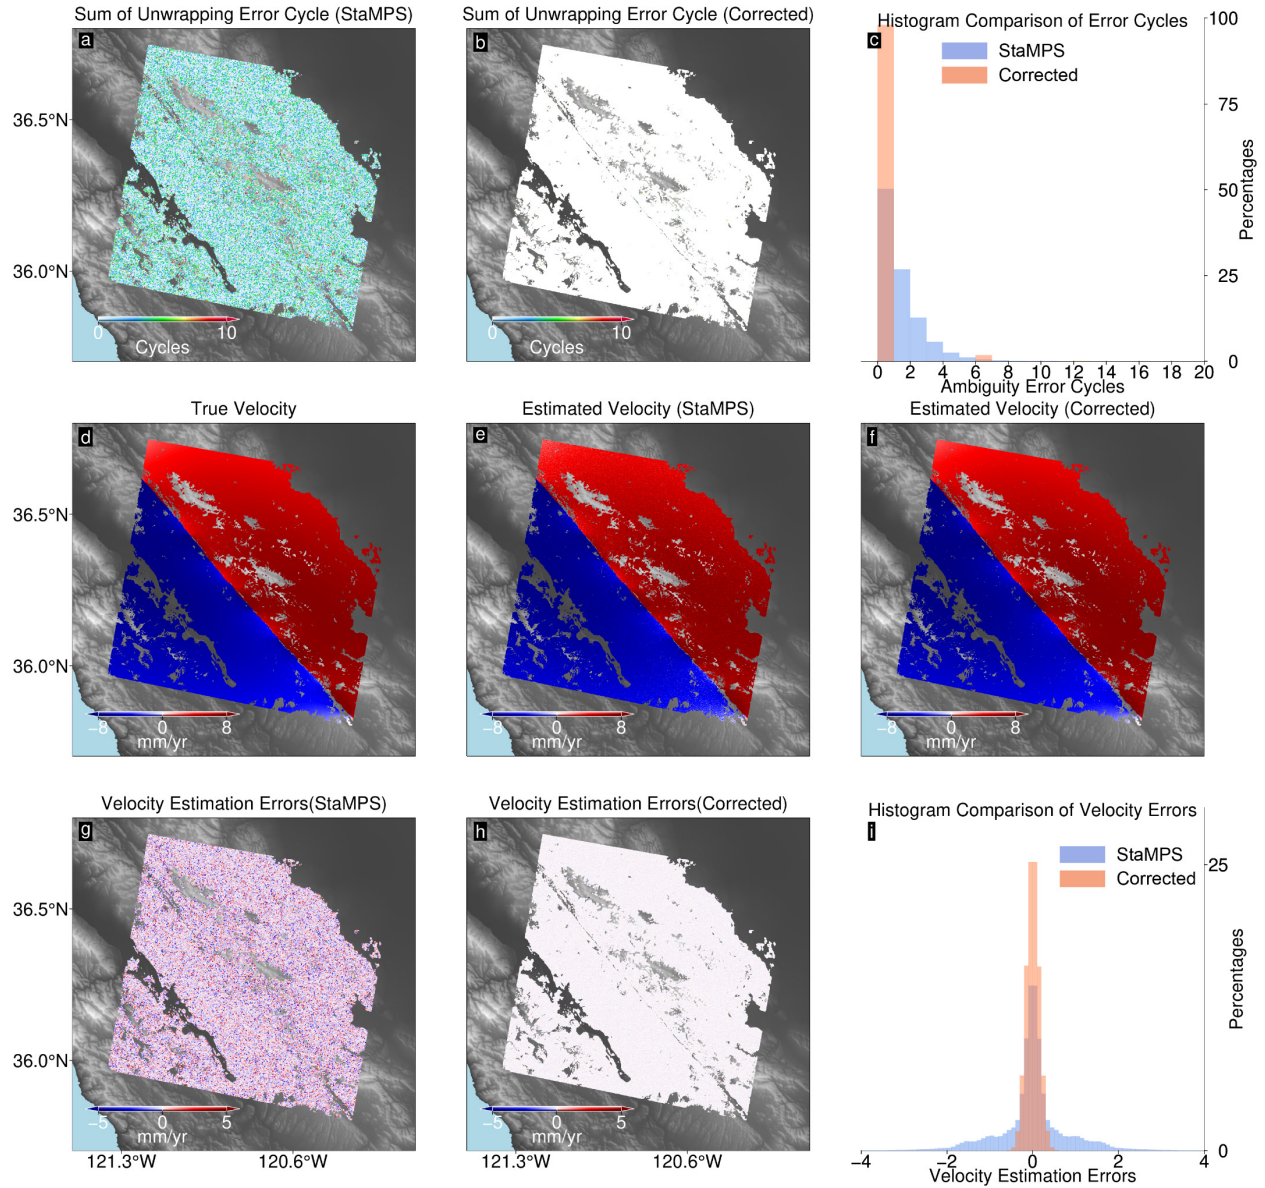 Sum of Unwrapping Error Cycle (StaMPS)
a
36.5°N
36.0°N
0 10
Cycles
Sum of Unwrapping Error Cycle (Corrected)
b
0 10
Cycles
Histogram Comparison of Error Cycles
c
StaMPS
Corrected
100
75
50
25
0
Percentages
0 2 4 6 8 10 12 14 16 18 20
Ambiguity Error Cycles
True Velocity
d
36.5°N
36.0°N
−8 0 8
mm/yr
Estimated Velocity (StaMPS)
e
−8 0 8
mm/yr
Estimated Velocity (Corrected)
f
−8 0 8
mm/yr
Velocity Estimation Errors(StaMPS)
g
36.5°N
36.0°N
−5 0 5
mm/yr
121.3°W 120.6°W
Velocity Estimation Errors(Corrected)
h
−5 0 5
mm/yr
121.3°W 120.6°W
Histogram Comparison of Velocity Errors
i
StaMPS
Corrected
25
0
Percentages
−4 −2 0 2 4
Velocity Estimation Errors